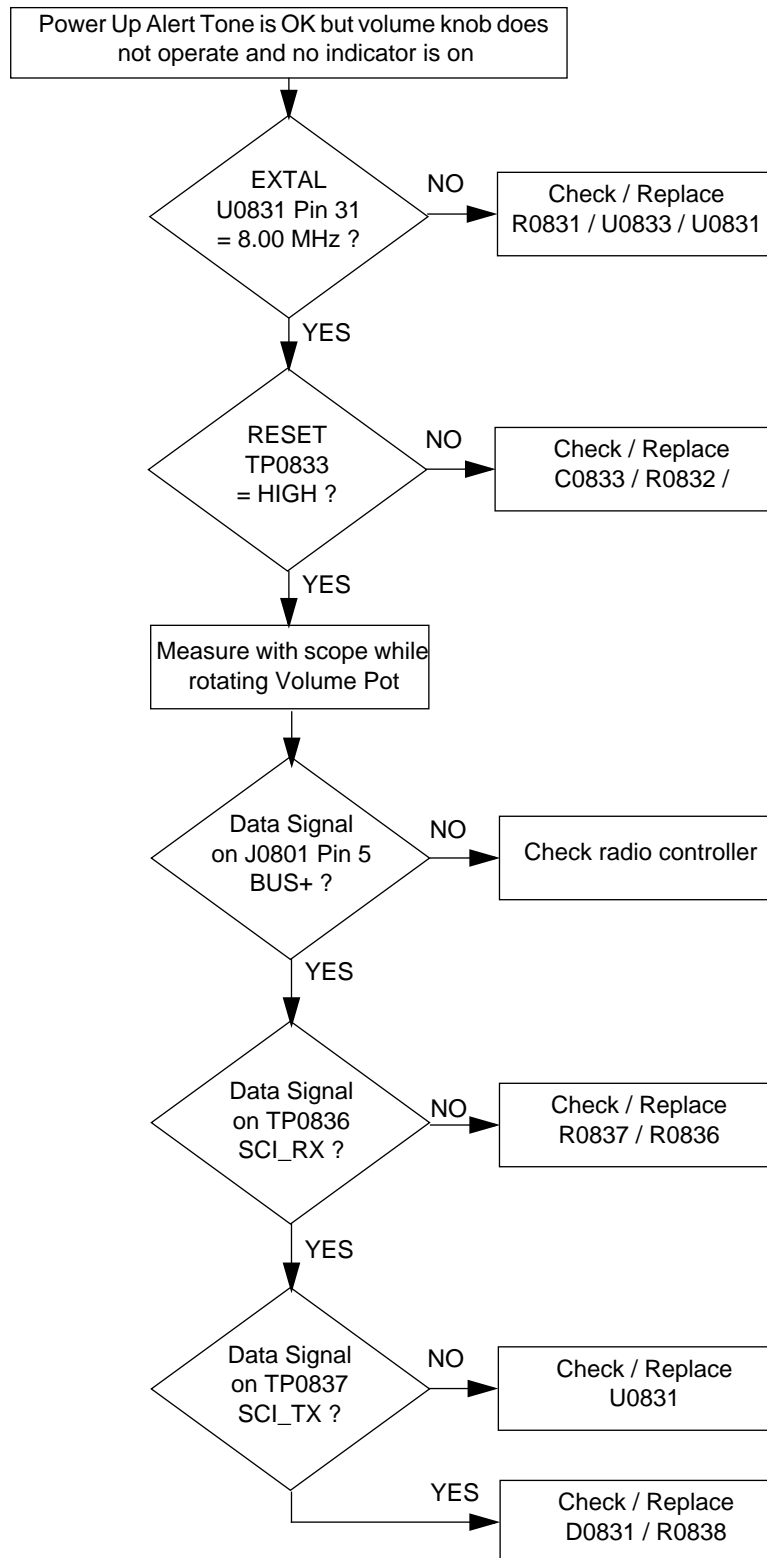 Power Up Alert Tone is OK but volume knob does
not operate and no indicator is on
EXTAL
U0831 Pin 31
= 8.00 MHz ?
NO
Check / Replace
R0831 / U0833 / U0831
YES
RESET
TP0833
= HIGH ?
NO
Check / Replace
C0833 / R0832 /
YES
Measure with scope while
rotating Volume Pot
Data Signal
on J0801 Pin 5
BUS+ ?
NO
Check radio controller
YES
Data Signal
on TP0836
SCI_RX ?
NO
Check / Replace
R0837 / R0836
YES
Data Signal
on TP0837
SCI_TX ?
NO
Check / Replace
U0831
YES
Check / Replace
D0831 / R0838